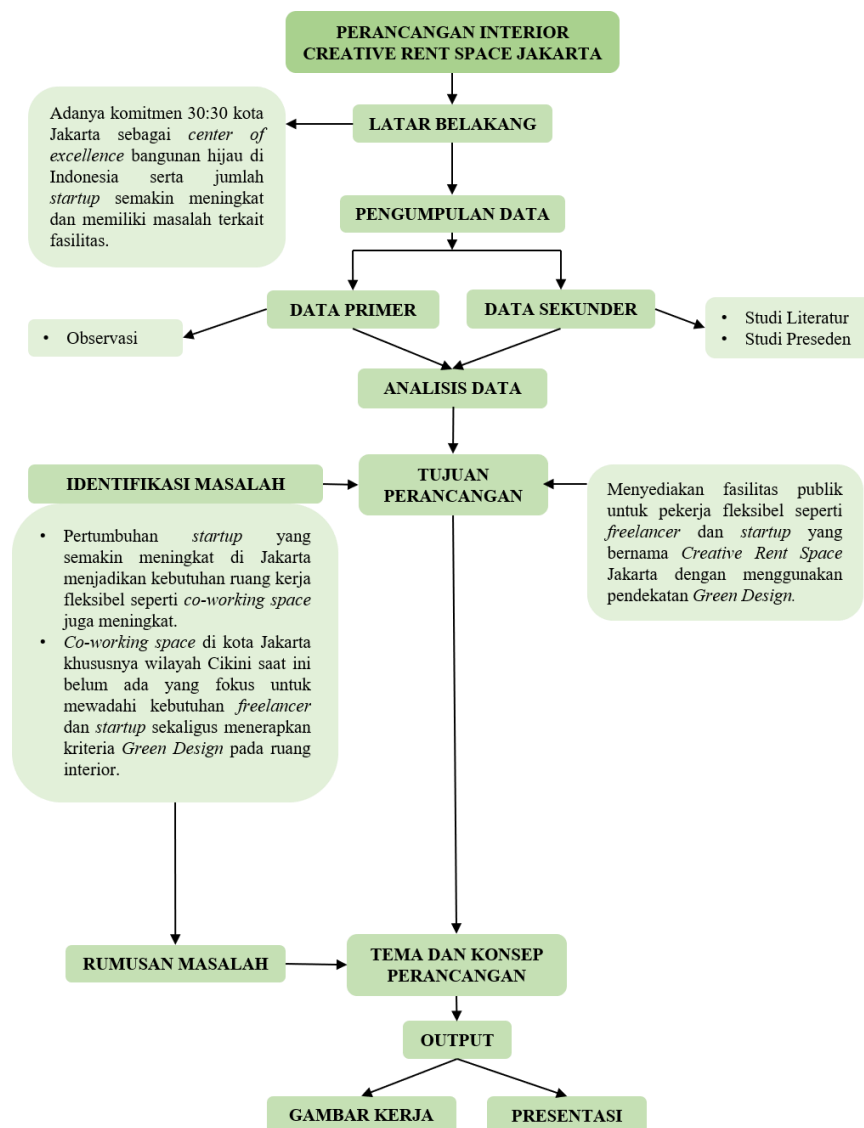 PERANCANGAN INTERIOR
CREATIVE RENT SPACE JAKARTA
LATAR BELAKANG
Adanya komitmen 30:30 kota
Jakarta sebagai center of
excellence bangunan hijau di
Indonesia serta jumlah
startup semakin meningkat
dan memiliki masalah terkait
fasilitas.
PENGUMPULAN DATA
DATA PRIMER
DATA SEKUNDER
• Observasi
• Studi Literatur
• Studi Preseden
ANALISIS DATA
IDENTIFIKASI MASALAH
TUJUAN
PERANCANGAN
Menyediakan fasilitas publik
untuk pekerja fleksibel seperti
freelancer dan startup yang
bernama Creative Rent Space
Jakarta dengan menggunakan
pendekatan Green Design.
• Pertumbuhan startup yang
semakin meningkat di Jakarta
menjadikan kebutuhan ruang kerja
fleksibel seperti co-working space
juga meningkat.
• Co-working space di kota Jakarta
khususnya wilayah Cikini saat ini
belum ada yang fokus untuk
mewadahi kebutuhan freelancer
dan startup sekaligus menerapkan
kriteria Green Design pada ruang
interior.
RUMUSAN MASALAH
TEMA DAN KONSEP
PERANCANGAN
OUTPUT
GAMBAR KERJA
PRESENTASI